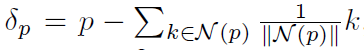 δ_p = p − ∑_{k∈𝒩(p)} \frac{1}{‖𝒩(p)‖} k